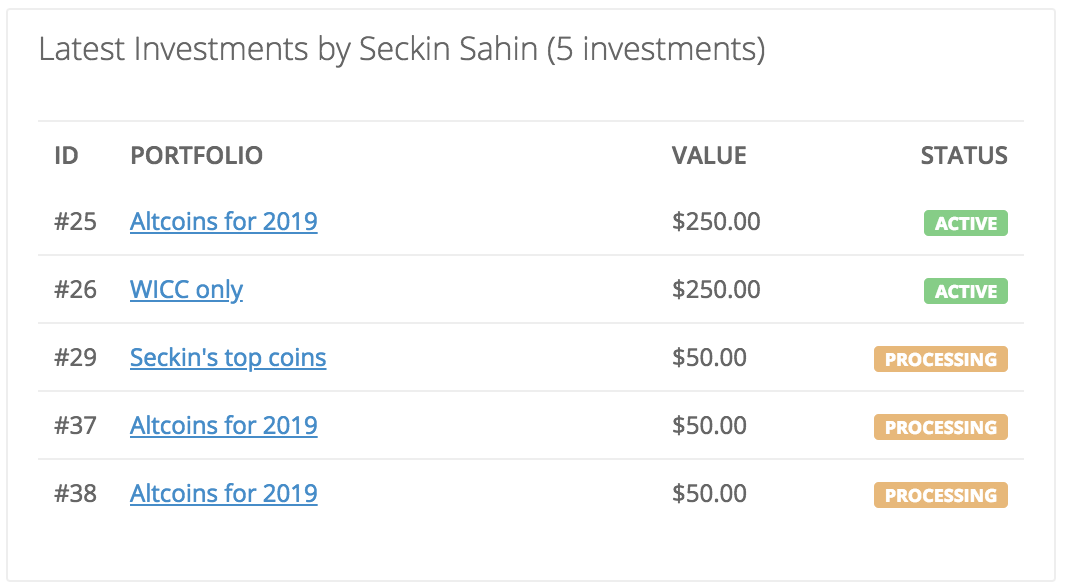 Latest Investments by Seckin Sahin (5 investments)
ID PORTFOLIO VALUE STATUS
#25 Altcoins for 2019 $250.00 ACTIVE
#26 WICC only $250.00 ACTIVE
#29 Seckin's top coins $50.00 PROCESSING
#37 Altcoins for 2019 $50.00 PROCESSING
#38 Altcoins for 2019 $50.00 PROCESSING